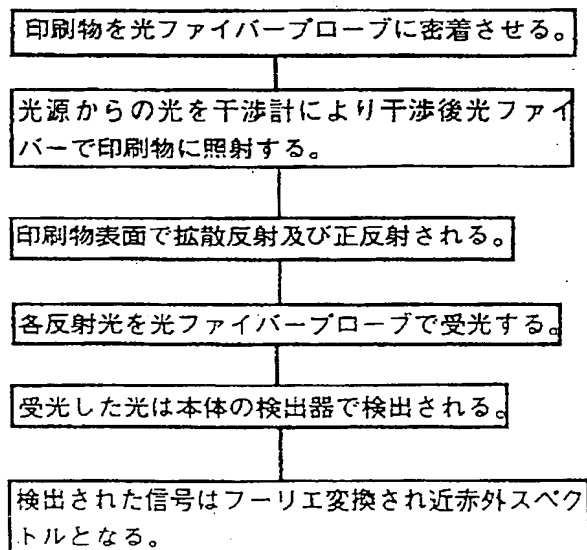 印刷物を光ファイバープローブに密着させる。
光源からの光を干渉計により干渉後光ファイ
バーで印刷物に照射する。
印刷物表面で拡散反射及び正反射される。
各反射光を光ファイバープローブで受光する。
受光した光は本体の検出器で検出される。
検出された信号はフーリエ変換され近赤外スペク
トルとなる。